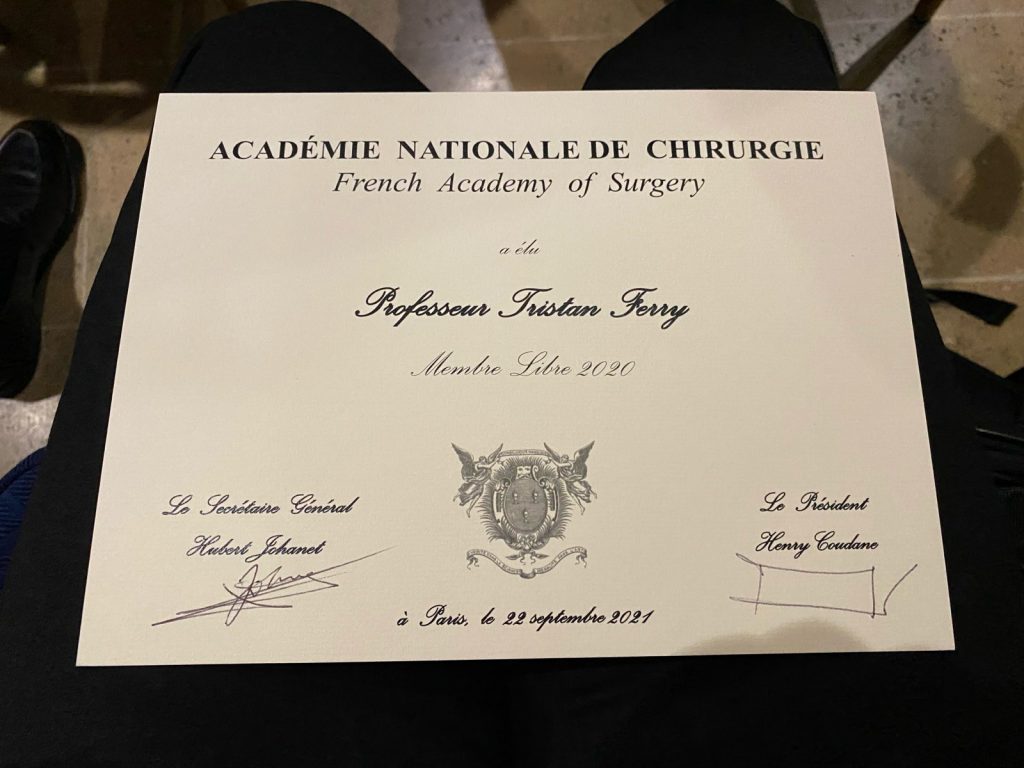 ACADÉMIE NATIONALE DE CHIRURGIE
French Academy of Surgery
a élu
Professeur Tristan Ferry
Membre Libre 2020
Le Secrétaire Général
Hubert Johanet
Le Président
Henry Coudane
à Paris, le 22 septembre 2021